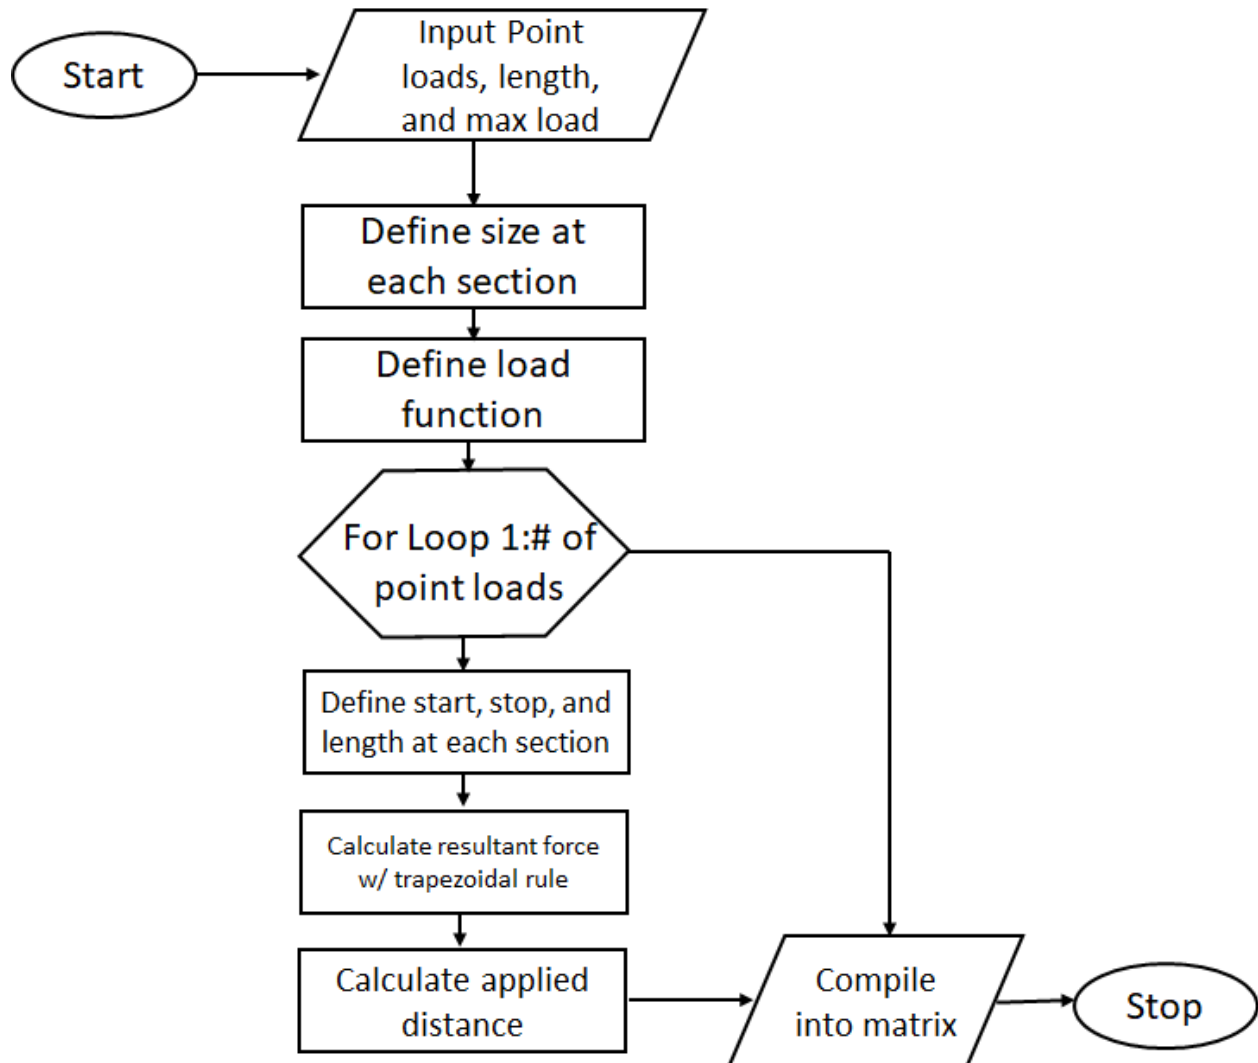 Start
Input Point
loads, length,
and max load
Define size at
each section
Define load
function
For Loop 1:# of
point loads
Define start, stop, and
length at each section
Calculate resultant force
w/ trapezoidal rule
Calculate applied
distance
Compile
into matrix
Stop